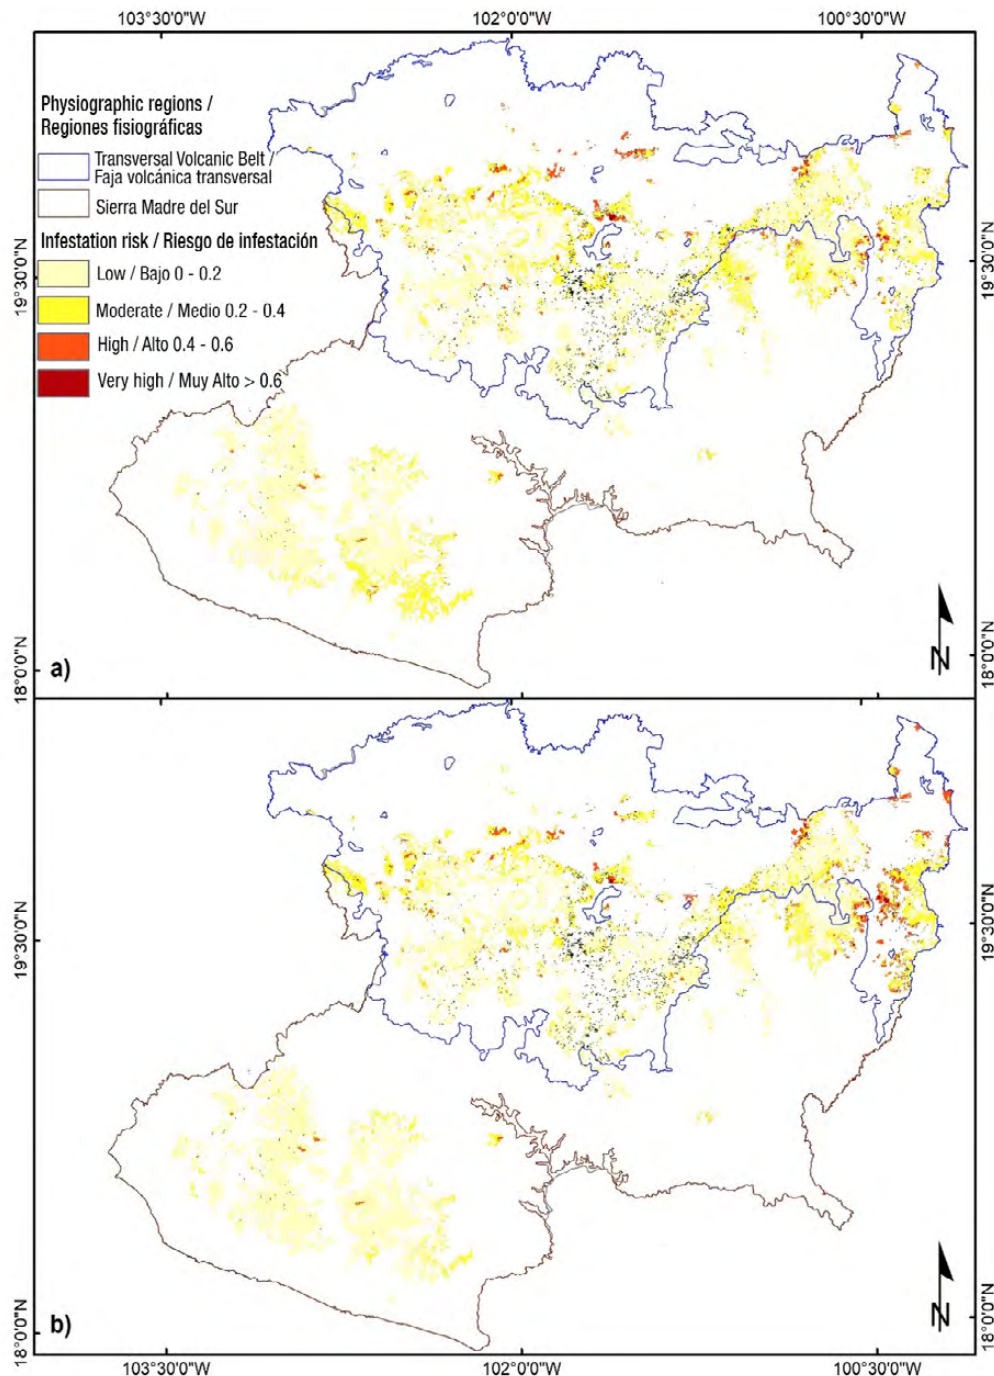 103°30'0"W 102°0'0"W 100°30'0"W
Physiographic regions /
Regiones fisiográficas
Transversal Volcanic Belt /
Faja volcánica transversal
Sierra Madre del Sur
Infestation risk / Riesgo de infestación
Low / Bajo 0 - 0.2
Moderate / Medio 0.2 - 0.4
High / Alto 0.4 - 0.6
Very high / Muy Alto > 0.6
19°30'0"N
19°30'0"N
18°0'0"N
18°0'0"N
N
a)
19°30'0"N
19°30'0"N
18°0'0"N
18°0'0"N
N
b)
103°30'0"W 102°0'0"W 100°30'0"W